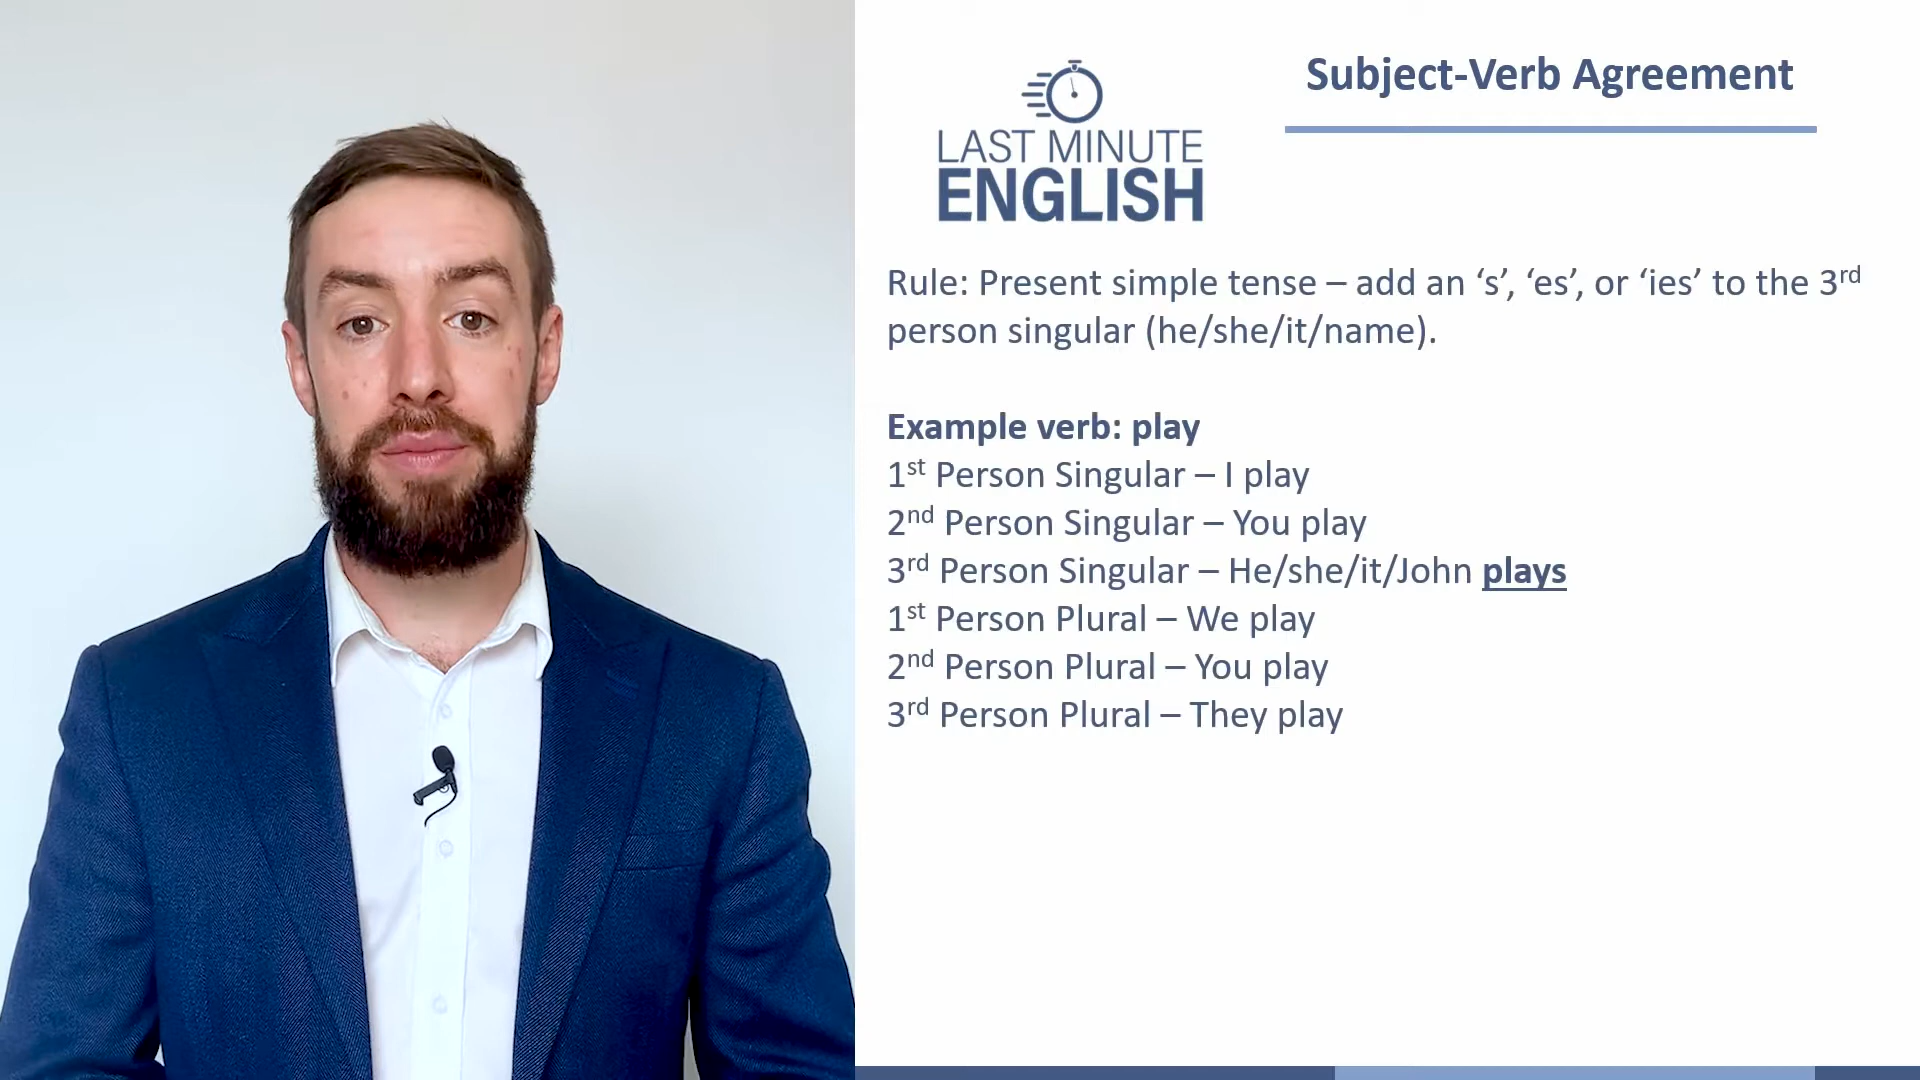 LAST MINUTE
ENGLISH
Subject-Verb Agreement
Rule: Present simple tense – add an ‘s’, ‘es’, or ‘ies’ to the 3rd
person singular (he/she/it/name).
Example verb: play
1st Person Singular – I play
2nd Person Singular – You play
3rd Person Singular – He/she/it/John plays
1st Person Plural – We play
2nd Person Plural – You play
3rd Person Plural – They play